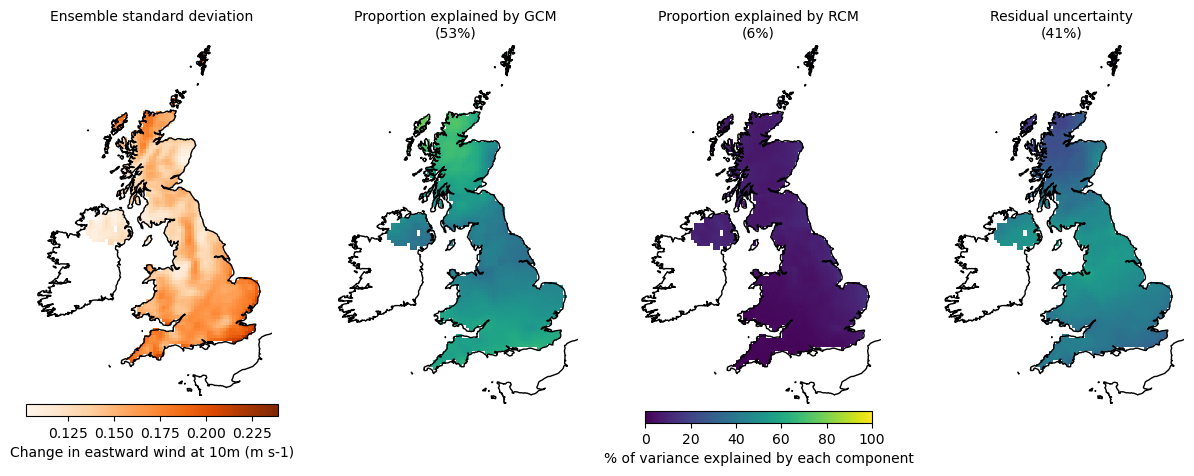 Ensemble standard deviation
Proportion explained by GCM
(53%)
Proportion explained by RCM
(6%)
Residual uncertainty
(41%)
0.125 0.150 0.175 0.200 0.225
Change in eastward wind at 10m (m s-1)
0 20 40 60 80 100
% of variance explained by each component